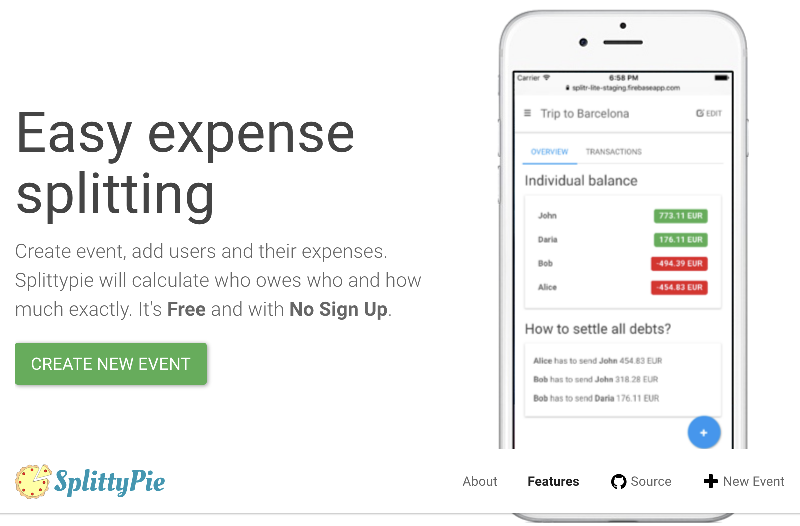 Easy expense
splitting
Create event, add users and their expenses.
Splittypie will calculate who owes who and how
much exactly. It's Free and with No Sign Up.
CREATE NEW EVENT
Carrier 6:58 PM
splitr-lite-staging.firebaseapp.com
Trip to Barcelona EDIT
OVERVIEW TRANSACTIONS
Individual balance
John 773.11 EUR
Daria 176.11 EUR
Bob -494.39 EUR
Alice -454.83 EUR
How to settle all debts?
Alice has to send John 454.83 EUR
Bob has to send John 318.28 EUR
Bob has to send Daria 176.11 EUR
SplittyPie About Features Source New Event